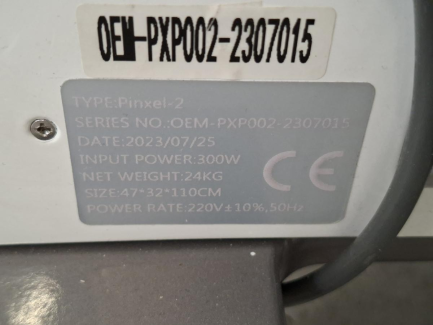 OEM-PXP002-2307015
TYPE:Pinxel-2
SERIES NO.:OEM-PXP002-2307015
DATE:2023/07/25
INPUT POWER:300W
NET WEIGHT:24KG
SIZE:47*32*110CM
POWER RATE:220V±10%,50Hz
CE